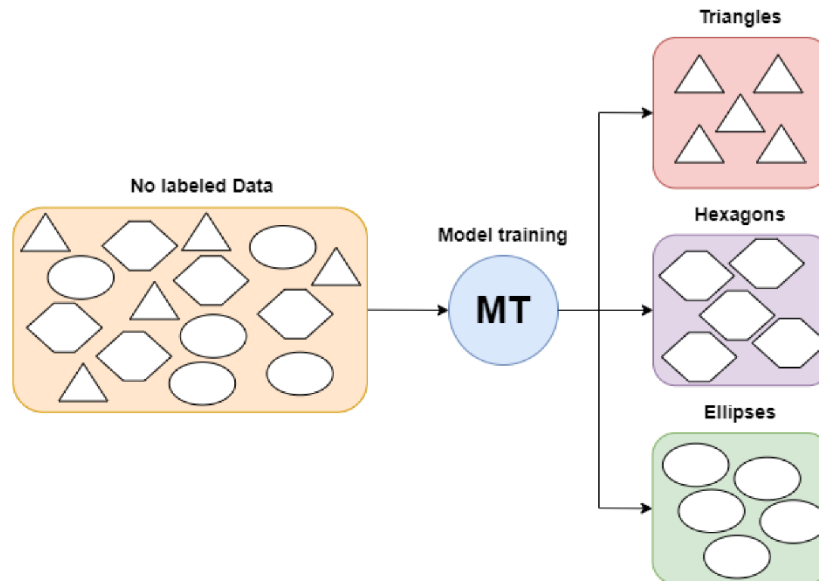 Triangles
No labeled Data
Hexagons
Model training
MT
Ellipses